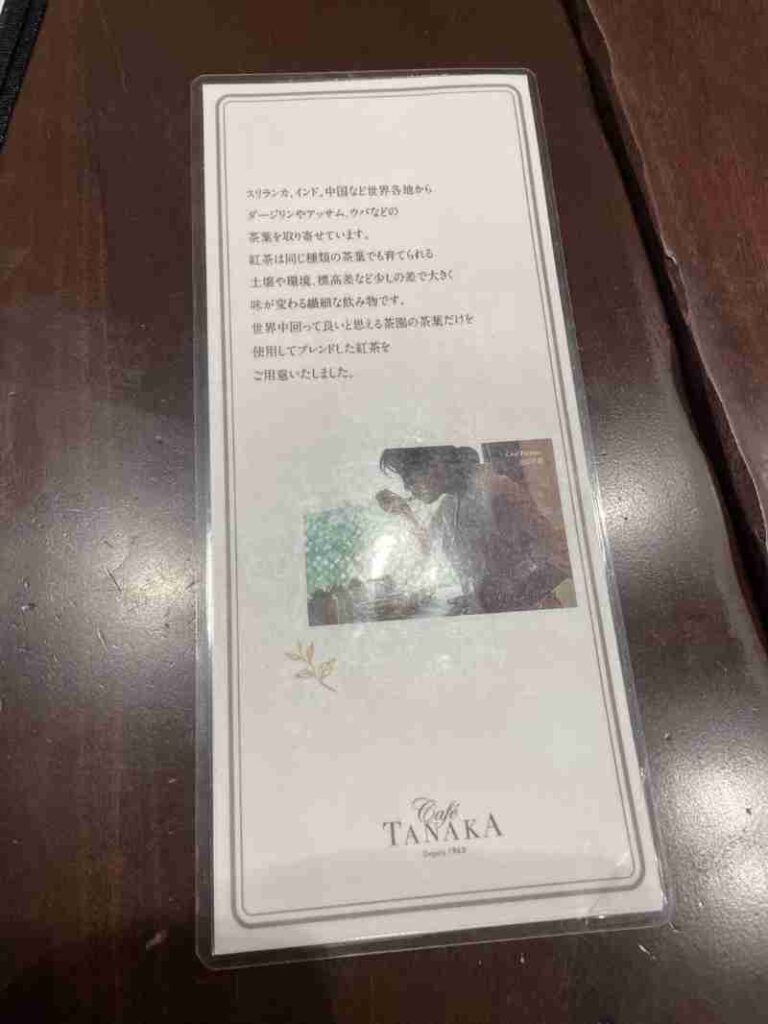 スリランカ、インド、中国など世界各地から
ダージリンやアッサム、ウバなどの
茶葉を取り寄せています。
紅茶は同じ種類の茶葉でも育てられる
土壌や環境、標高差など少しの差で大きく
味が変わる繊細な飲み物です。
世界中回って良いと思える茶園の茶葉だけを
使用してブレンドした紅茶を
ご用意いたしました。
Café
TANAKA
Depuis 1963